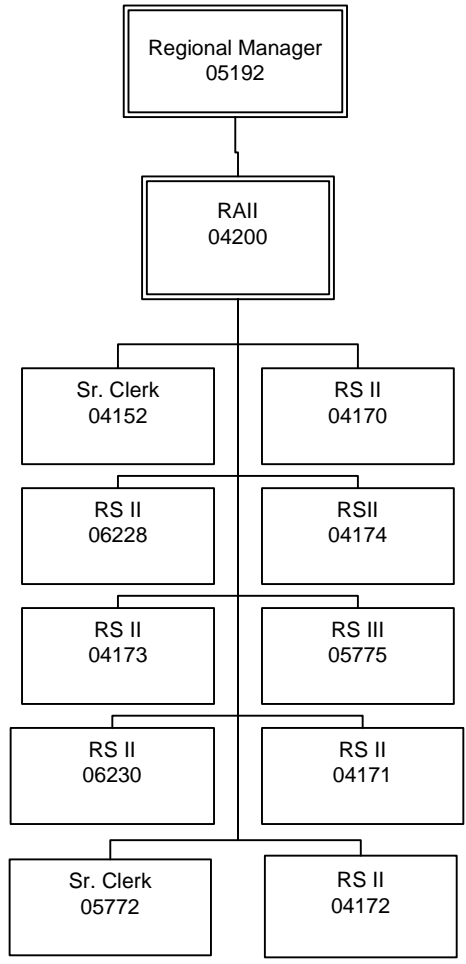 Regional Manager
05192
RAII
04200
Sr. Clerk
04152
RS II
04170
RS II
06228
RSII
04174
RS II
04173
RS III
05775
RS II
06230
RS II
04171
Sr. Clerk
05772
RS II
04172